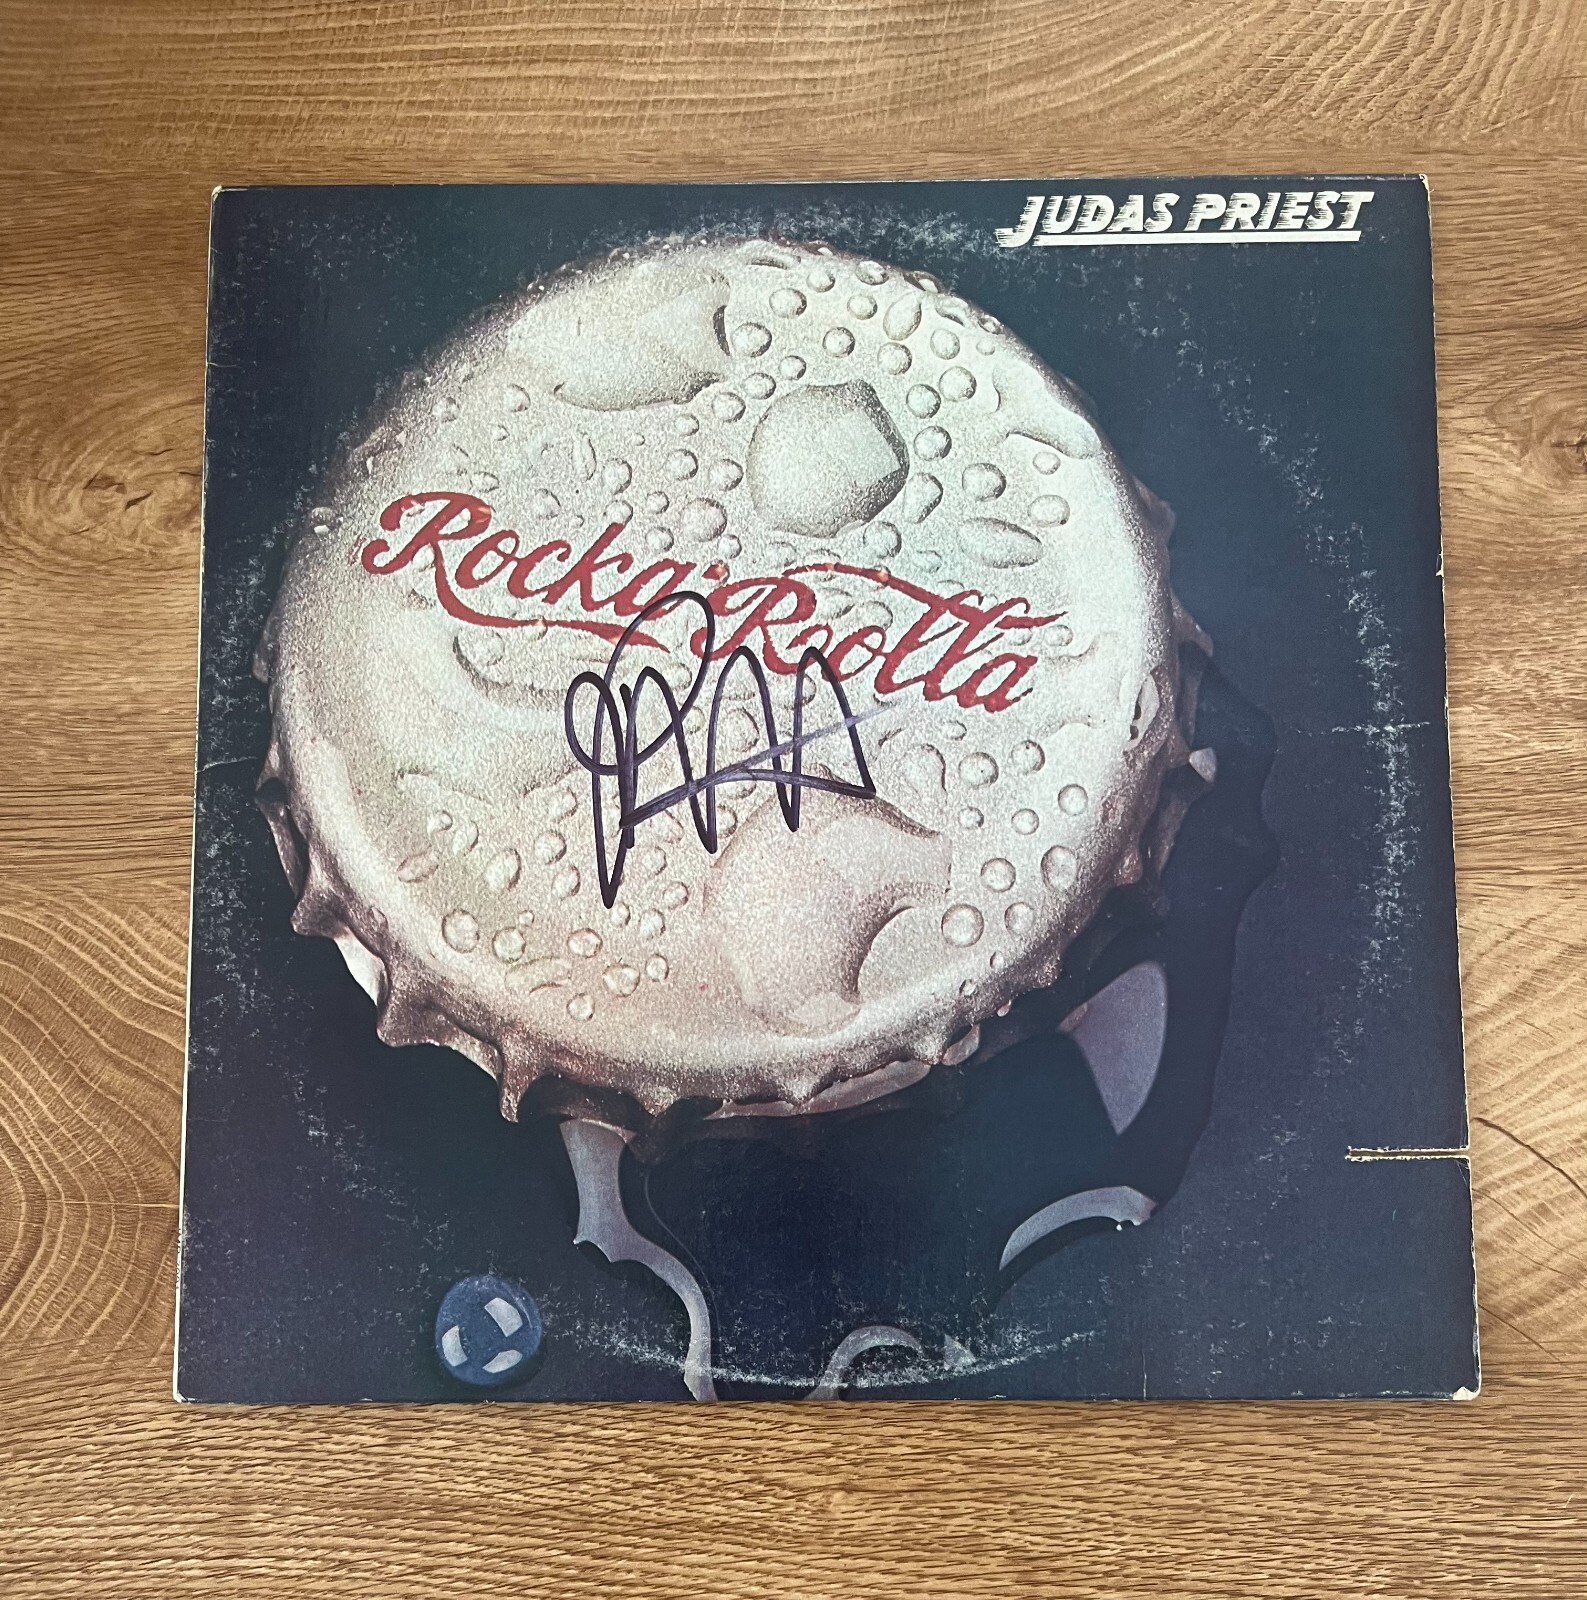 JUDAS PRIEST
Rocka Rolla